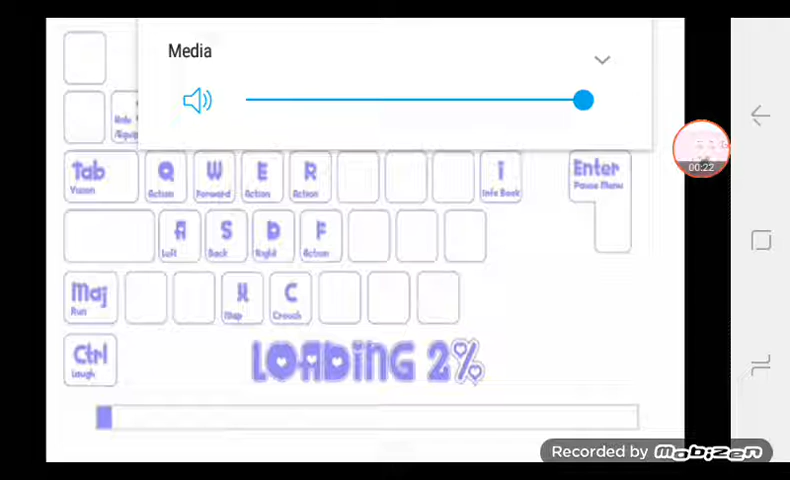 Media
00:22
Tab Q W E R i Enter
Vision Action Forward Action Action Info Book Pause Menu
A S D F
Left Back Right Action
Maj X C
Run Map Crouch
Ctrl
Laugh
LOADING 2%
Recorded by mobizen